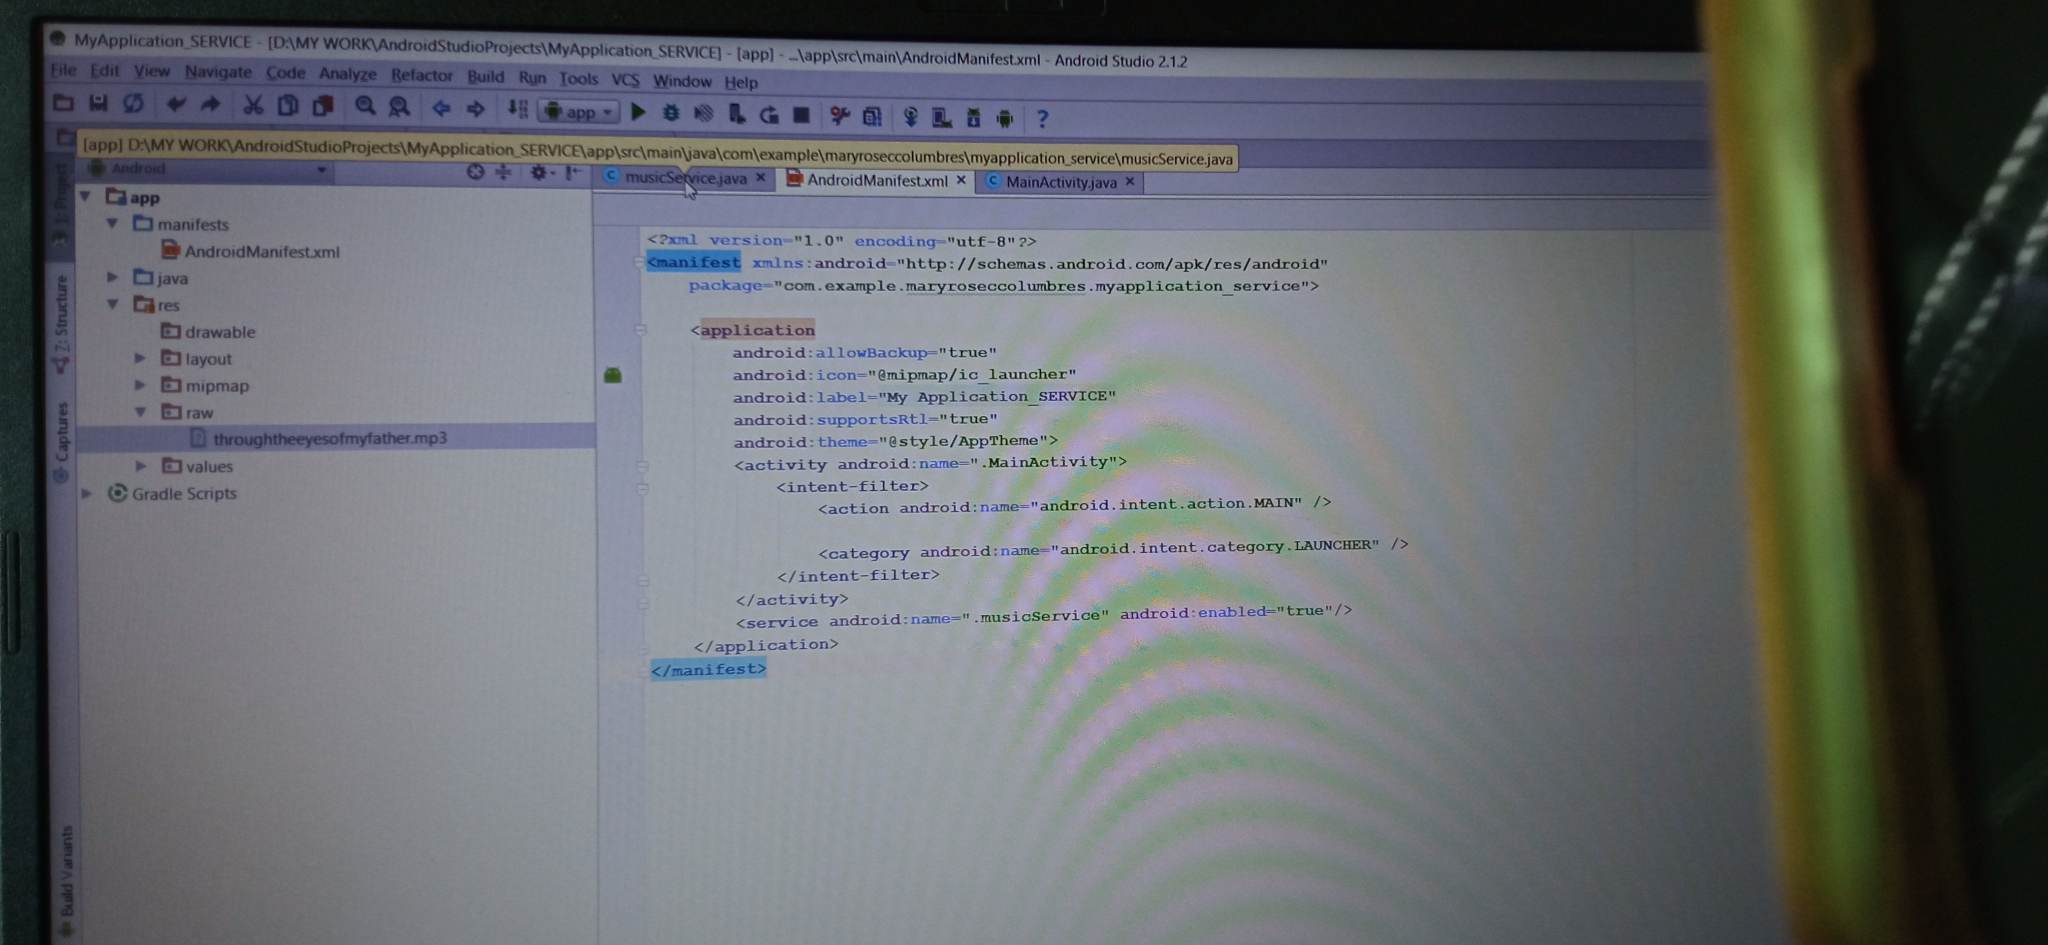 MyApplication_SERVICE - [D:\MY WORK\AndroidStudioProjects\MyApplication_SERVICE] - [app] - ...\app\src\main\AndroidManifest.xml - Android Studio 2.1.2
File Edit View Navigate Code Analyze Refactor Build Run Tools VCS Window Help
app
?
[app] D:\MY WORK\AndroidStudioProjects\MyApplication_SERVICE\app\src\main\java\com\example\maryroseccolumbres\myapplication_service\musicService.java
Android
musicService.java
AndroidManifest.xml
MainActivity.java
1: Project
7: Structure
Captures
Build Variants
app
manifests
AndroidManifest.xml
java
res
drawable
layout
mipmap
raw
throughtheeyesofmyfather.mp3
values
Gradle Scripts
<?xml version="1.0" encoding="utf-8"?>
<manifest xmlns:android="http://schemas.android.com/apk/res/android"
package="com.example.maryroseccolumbres.myapplication_service">
<application
android:allowBackup="true"
android:icon="@mipmap/ic_launcher"
android:label="My Application_SERVICE"
android:supportsRtl="true"
android:theme="@style/AppTheme">
<activity android:name=".MainActivity">
<intent-filter>
<action android:name="android.intent.action.MAIN" />
<category android:name="android.intent.category.LAUNCHER" />
</intent-filter>
</activity>
<service android:name=".musicService" android:enabled="true"/>
</application>
</manifest>